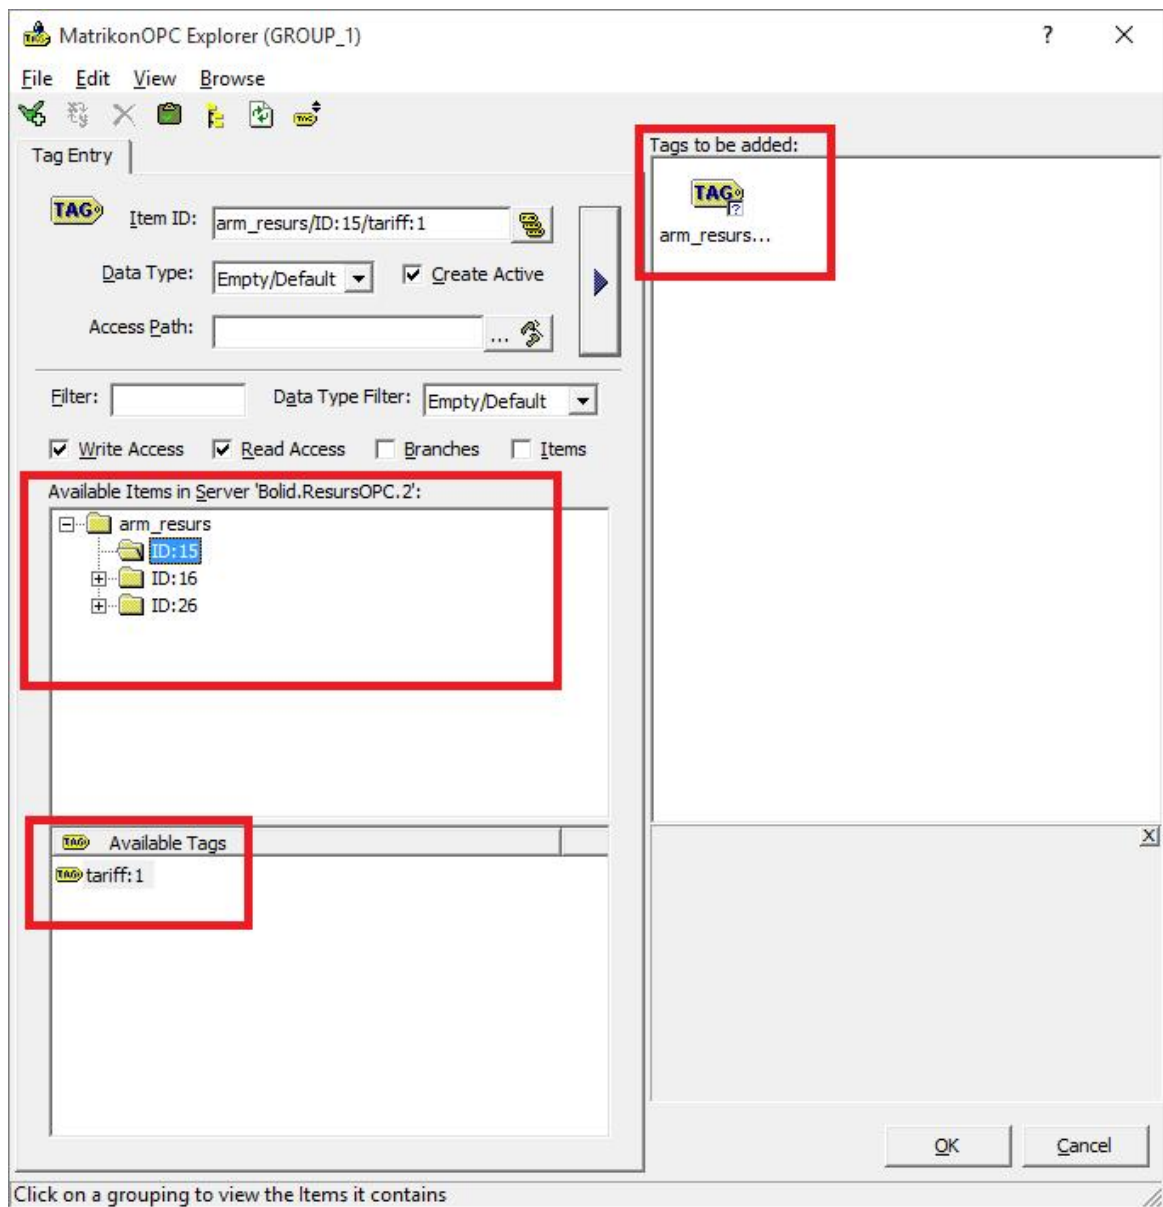 MatrikonOPC Explorer (GROUP_1)
File Edit View Browse
Tag Entry
TAG Item ID: arm_resurs/ID:15/tariff:1
Data Type: Empty/Default Create Active
Access Path: ...
Filter: Data Type Filter: Empty/Default
Write Access Read Access Branches Items
Available Items in Server 'Bolid.ResursOPC.2':
arm_resurs
ID:15
ID:16
ID:26
TAG Available Tags
TAG tariff:1
Tags to be added:
TAG ?
arm_resurs...
OK Cancel
Click on a grouping to view the Items it contains